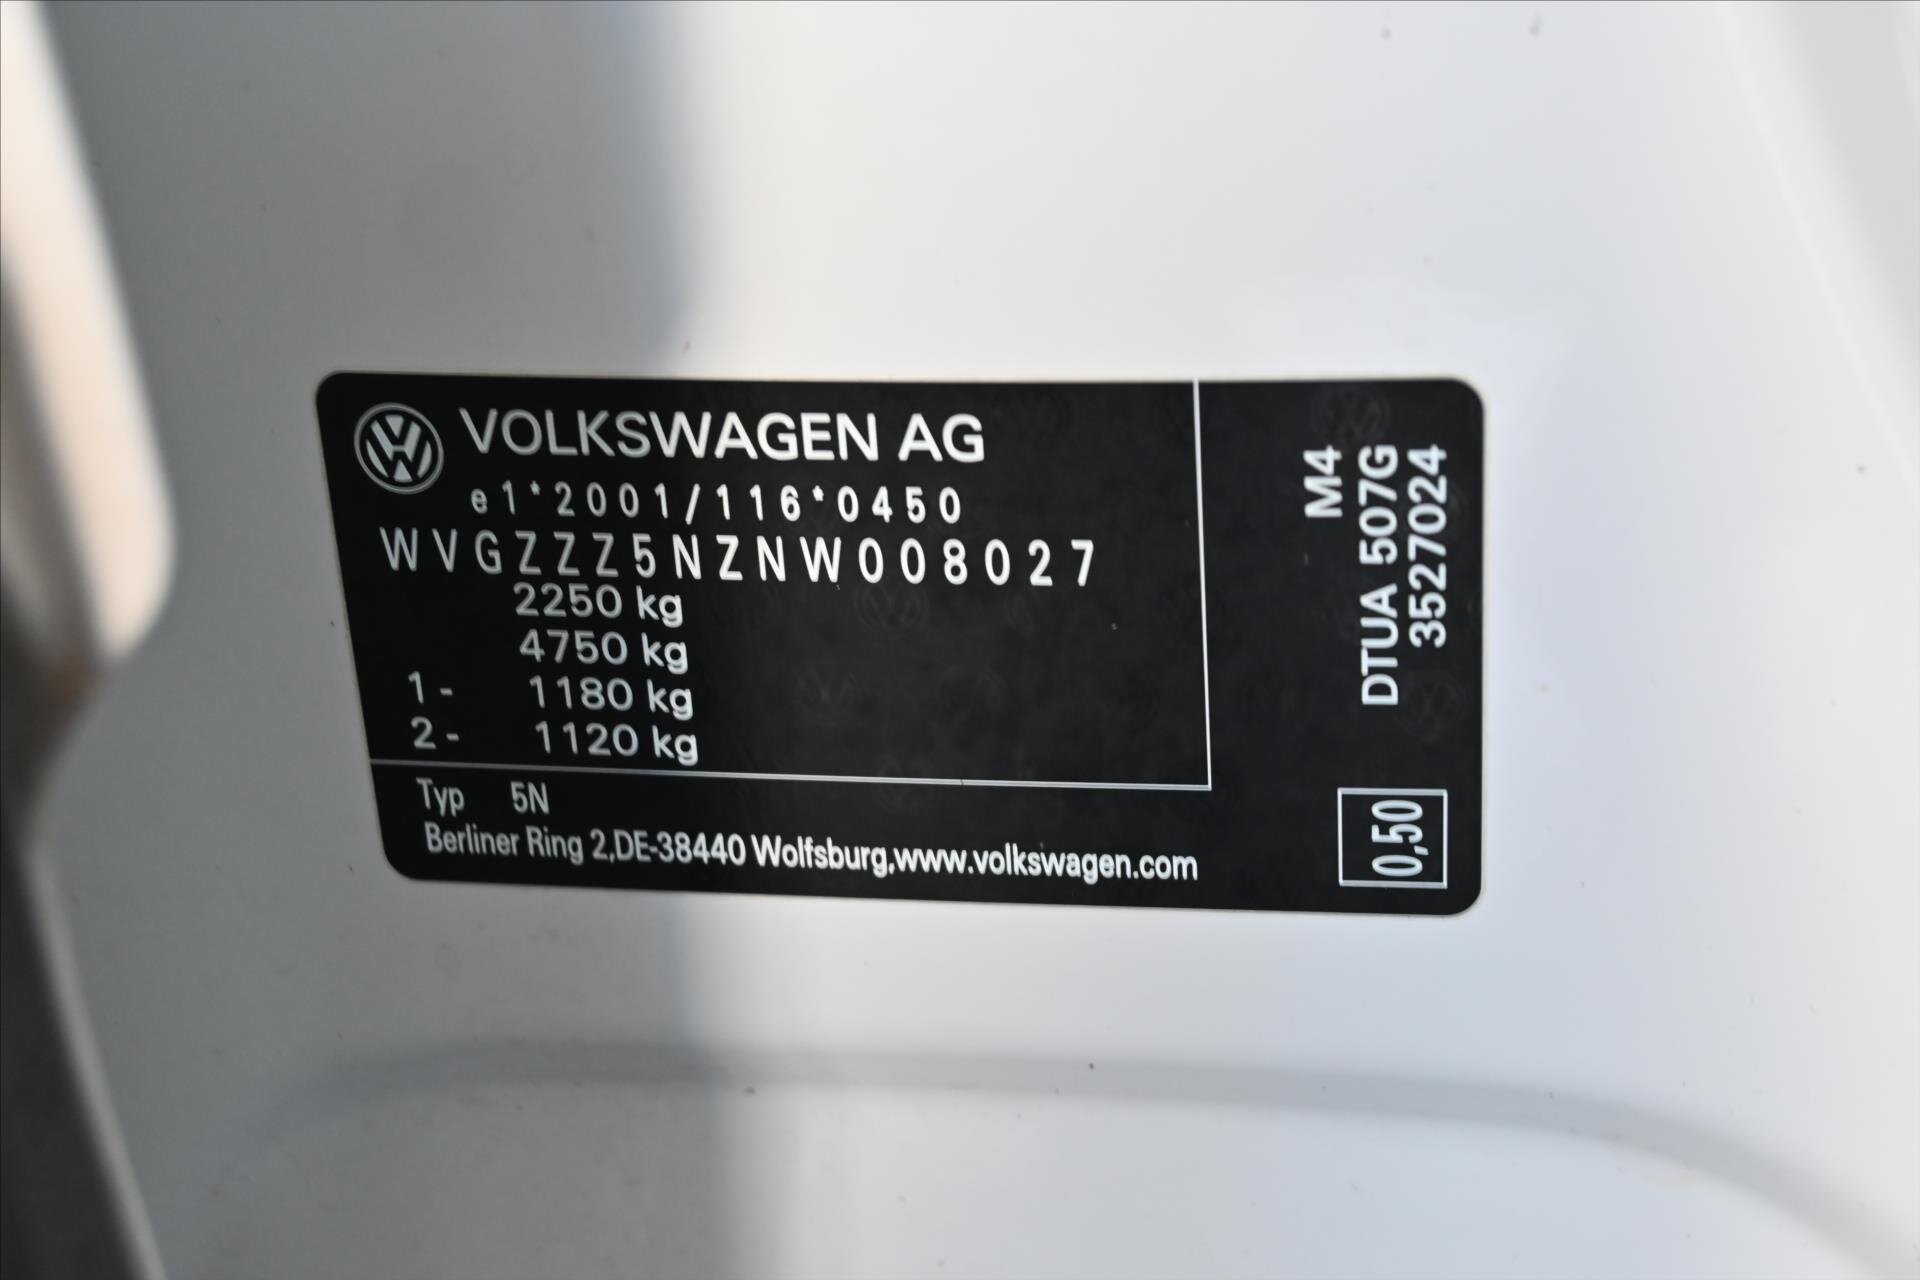 VOLKSWAGEN AG
e1*2001/116*0450
WVGZZZ5NZNW008027
2250 kg
4750 kg
1- 1180 kg
2- 1120 kg
Typ 5N
Berliner Ring 2,DE-38440 Wolfsburg,www.volkswagen.com
M4
DTUA 507G
3527024
0,50